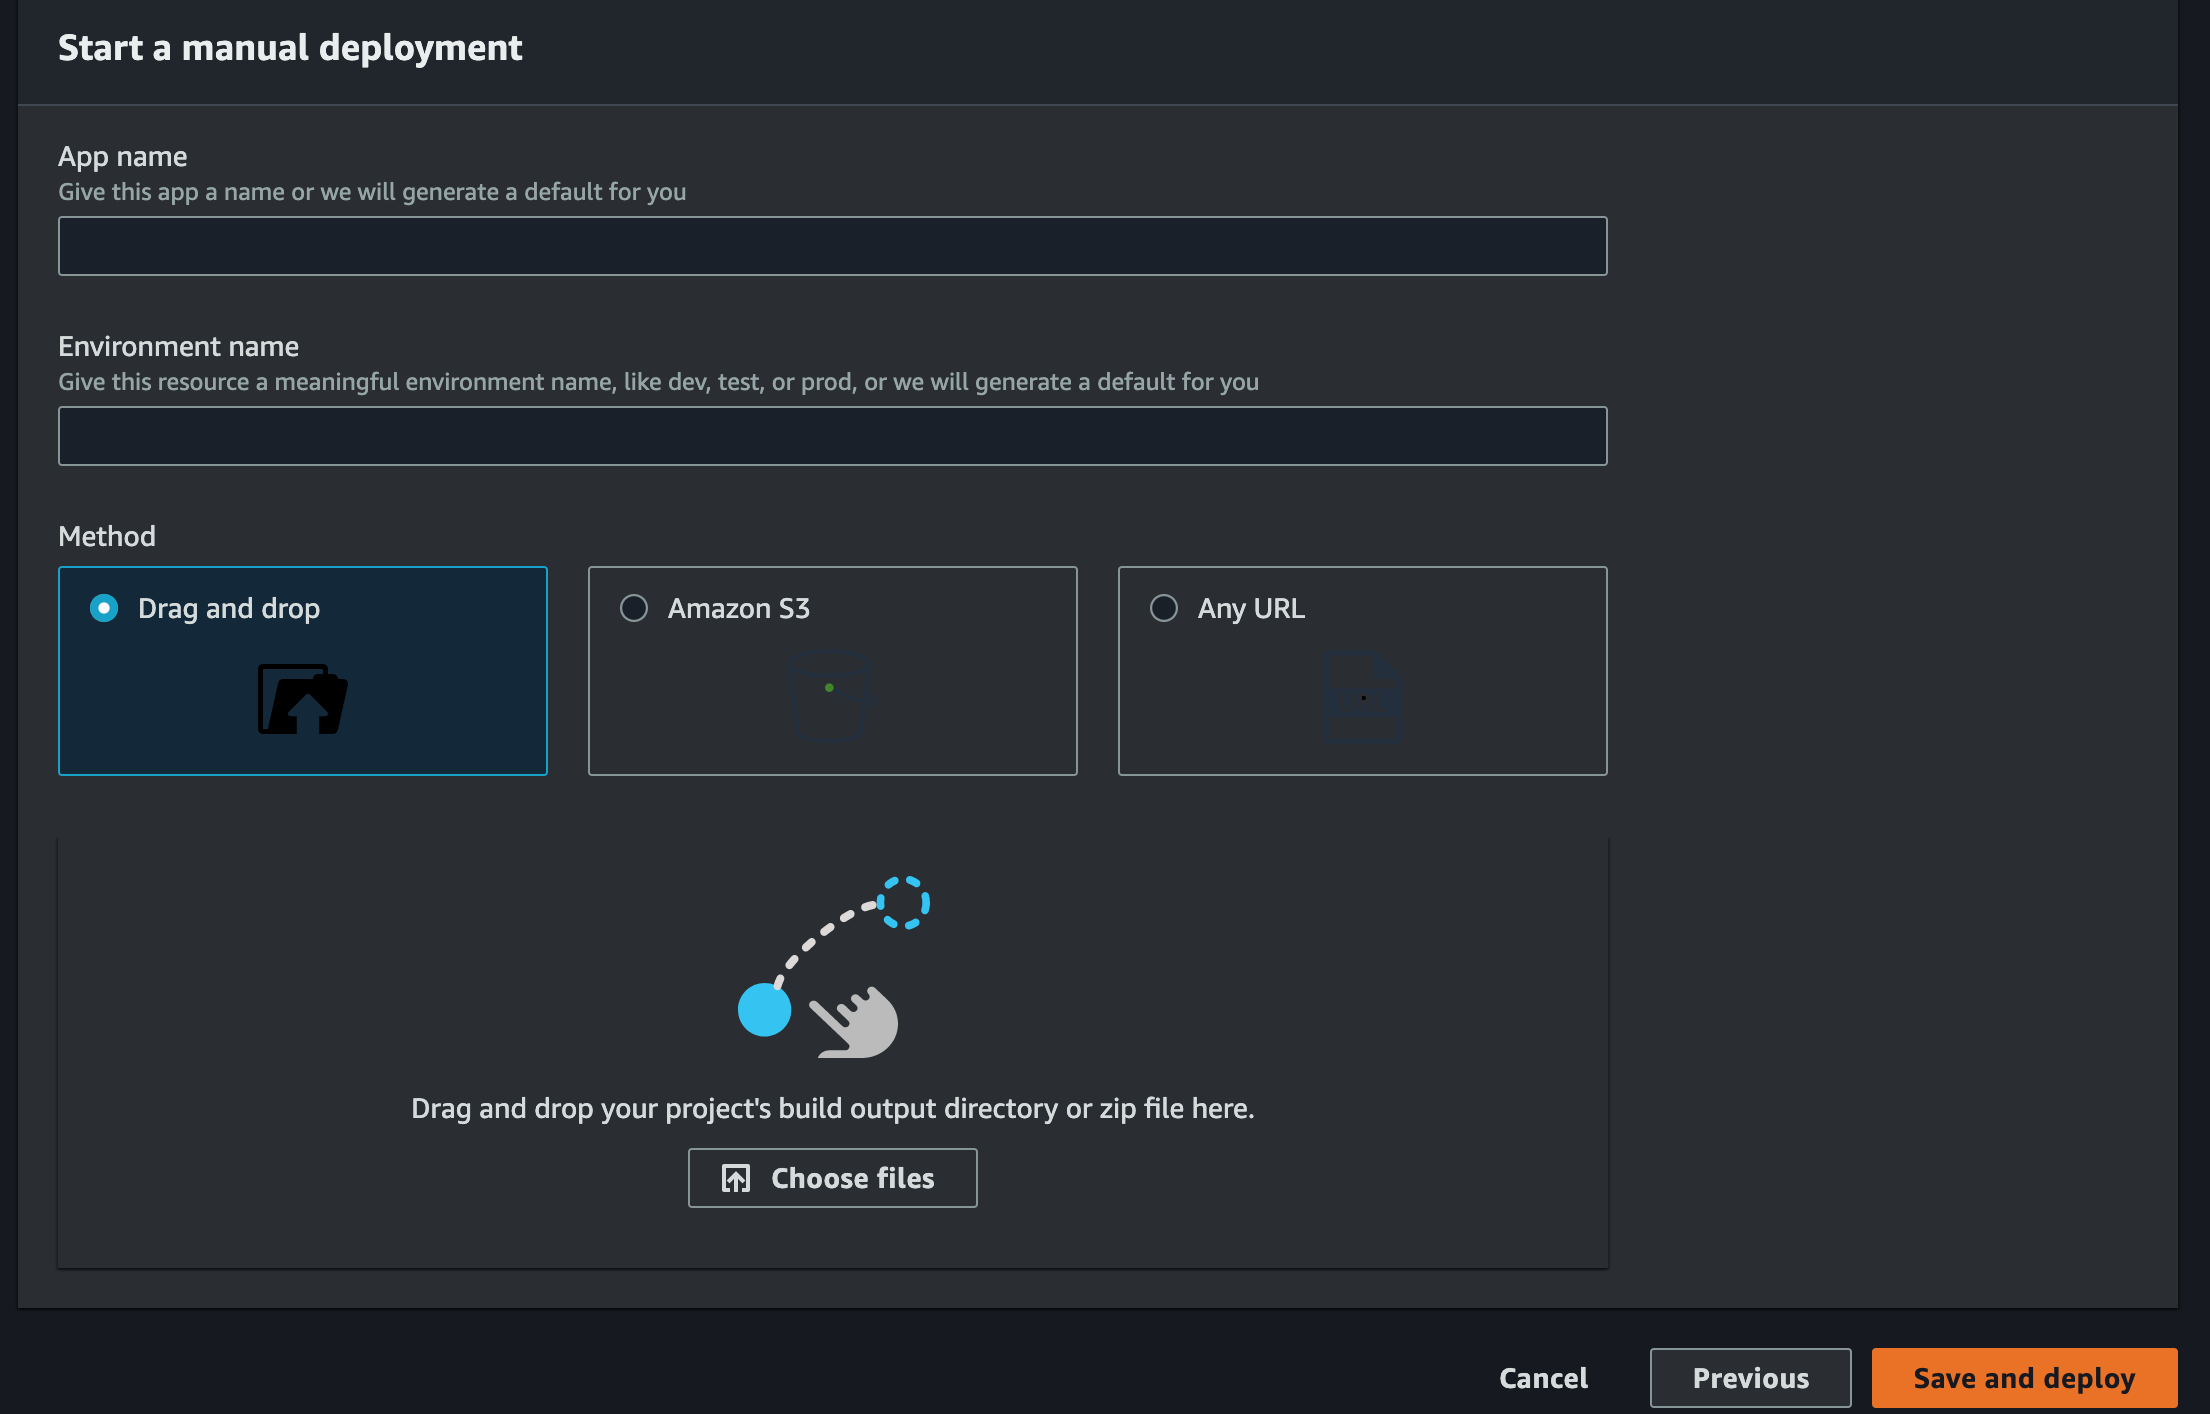 Start a manual deployment
App name
Give this app a name or we will generate a default for you
Environment name
Give this resource a meaningful environment name, like dev, test, or prod, or we will generate a default for you
Method
Drag and drop
Amazon S3
Any URL
Drag and drop your project's build output directory or zip file here.
Choose files
Cancel
Previous
Save and deploy